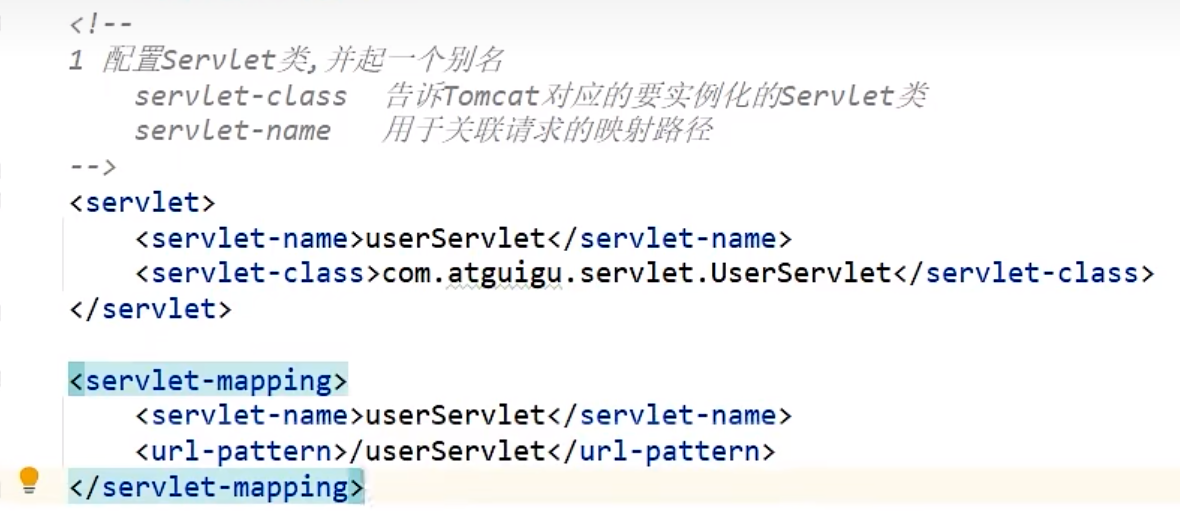 <!--
1 配置Servlet类,并起一个别名
servlet-class 告诉Tomcat对应的要实例化的Servlet类
servlet-name 用于关联请求的映射路径
-->
<servlet>
<servlet-name>userServlet</servlet-name>
<servlet-class>com.atguigu.servlet.UserServlet</servlet-class>
</servlet>
<servlet-mapping>
<servlet-name>userServlet</servlet-name>
<url-pattern>/userServlet</url-pattern>
</servlet-mapping>